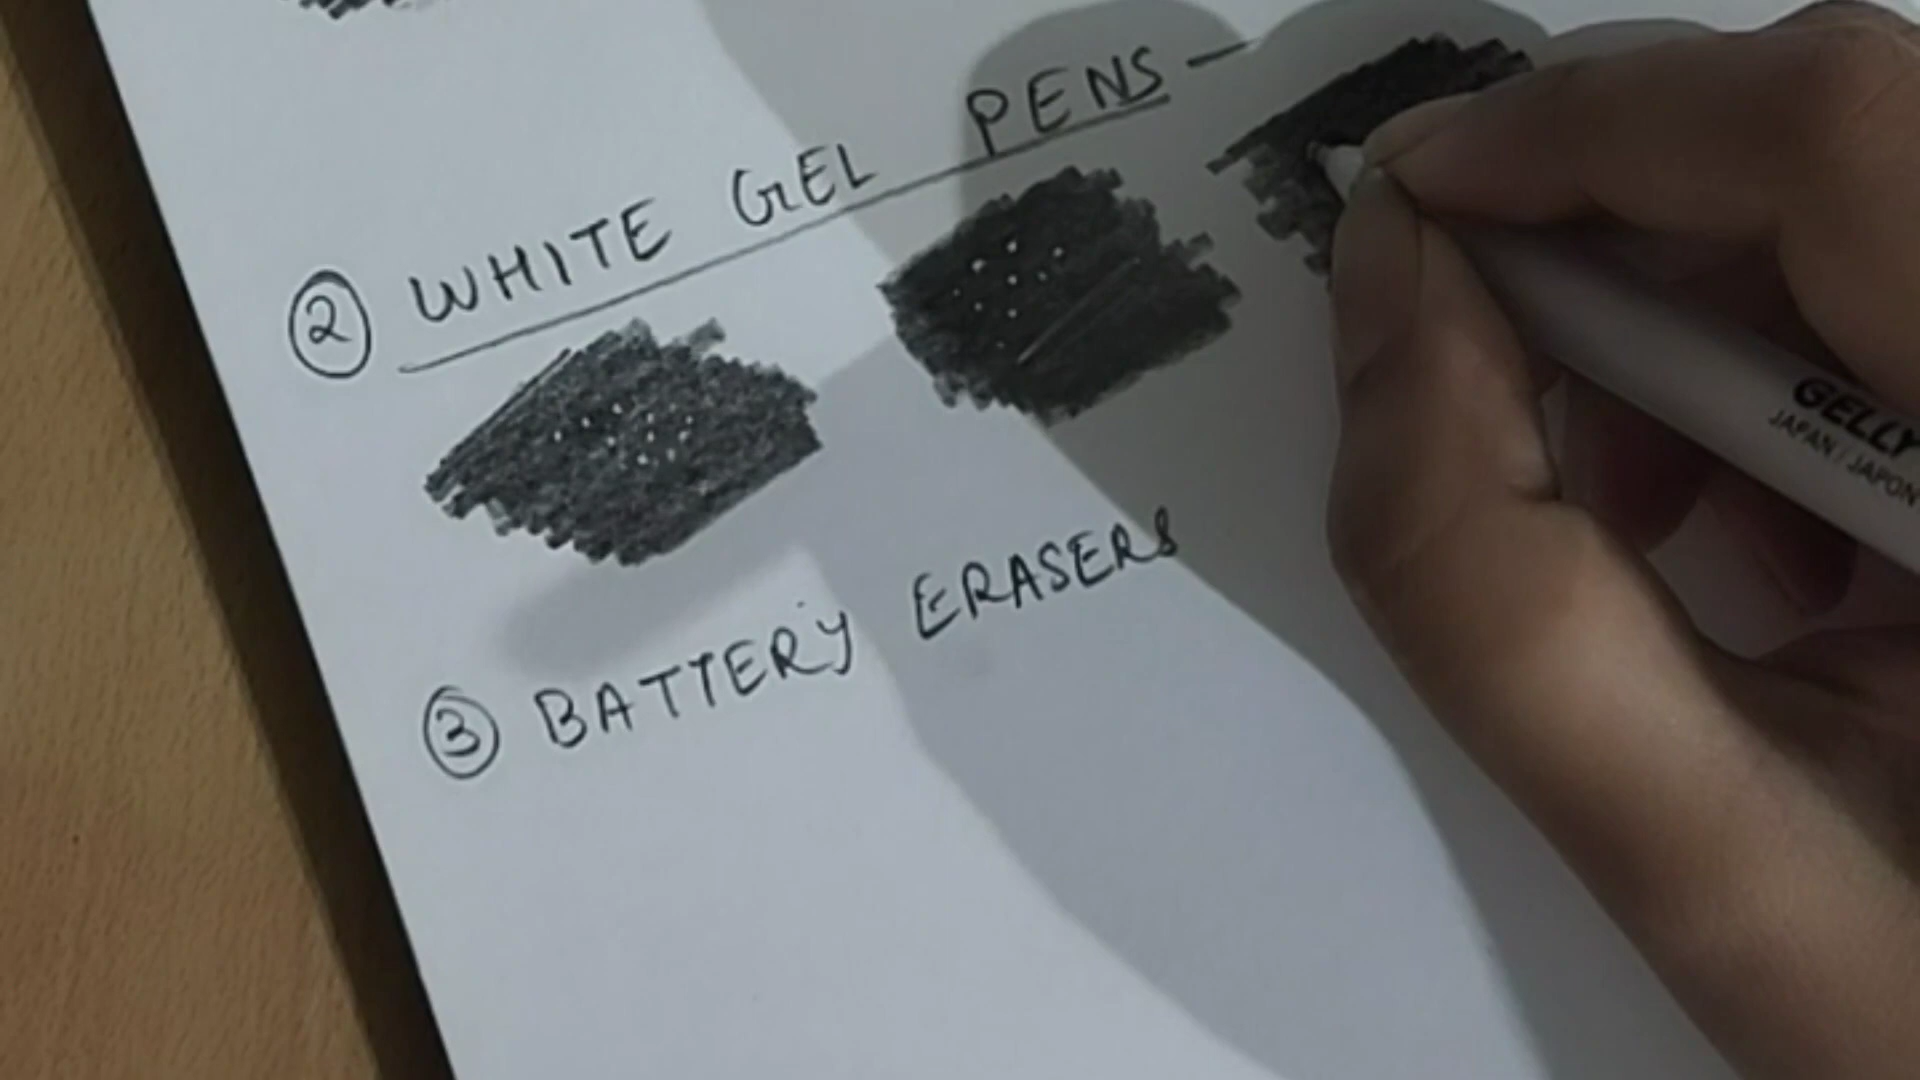 ② WHITE GEL PENS —
③ BATTERY ERASERS
GELLY
JAPAN / JAPON